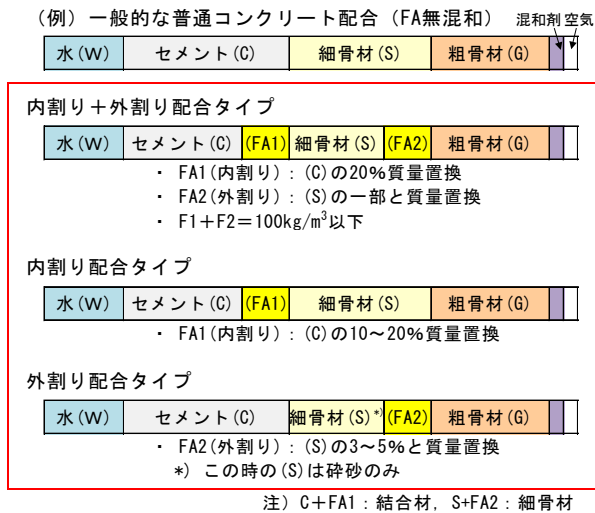 (例) 一般的な普通コンクリート配合 (FA無混和) 混和剤 空気
水(W) セメント(C) 細骨材(S) 粗骨材(G)
内割り+外割り配合タイプ
水(W) セメント(C) (FA1) 細骨材(S) (FA2) 粗骨材(G)
・ FA1(内割り) : (C)の20%質量置換
・ FA2(外割り) : (S)の一部と質量置換
・ F1+F2=100kg/m³以下
内割り配合タイプ
水(W) セメント(C) (FA1) 細骨材(S) 粗骨材(G)
・ FA1(内割り) : (C)の10~20%質量置換
外割り配合タイプ
水(W) セメント(C) 細骨材(S)*) (FA2) 粗骨材(G)
・ FA2(外割り) : (S)の3~5%と質量置換
*) この時の(S)は砕砂のみ
注) C+FA1 : 結合材, S+FA2 : 細骨材